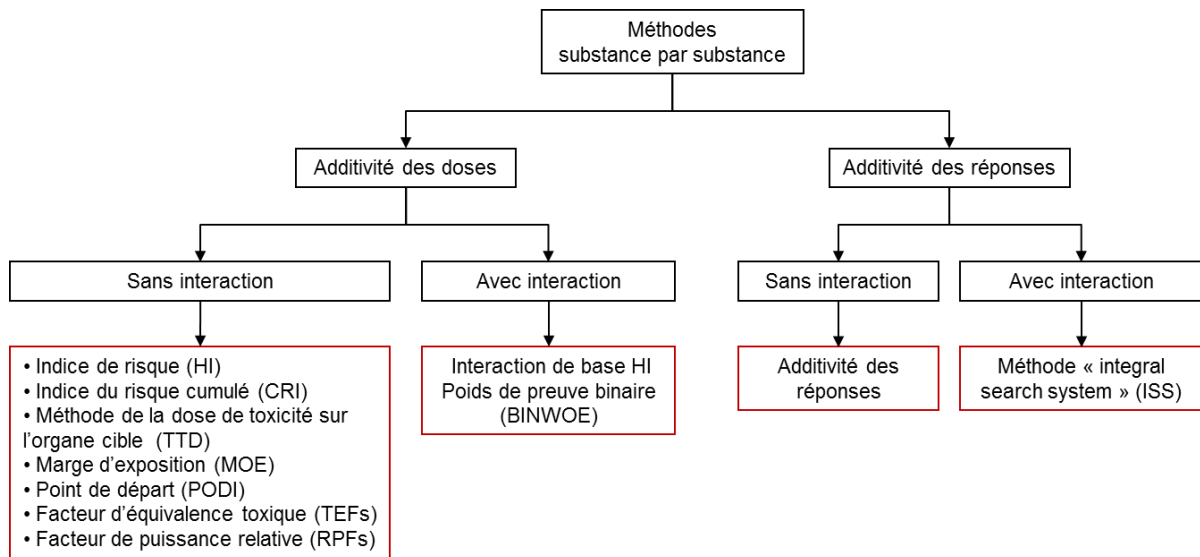 Méthodes
substance par substance
Additivité des doses
Additivité des réponses
Sans interaction
Avec interaction
Sans interaction
Avec interaction
• Indice de risque (HI)
• Indice du risque cumulé (CRI)
• Méthode de la dose de toxicité sur
l'organe cible (TTD)
• Marge d'exposition (MOE)
• Point de départ (PODI)
• Facteur d'équivalence toxique (TEFs)
• Facteur de puissance relative (RPFs)
Interaction de base HI
Poids de preuve binaire
(BINWOE)
Additivité des
réponses
Méthode « integral
search system » (ISS)